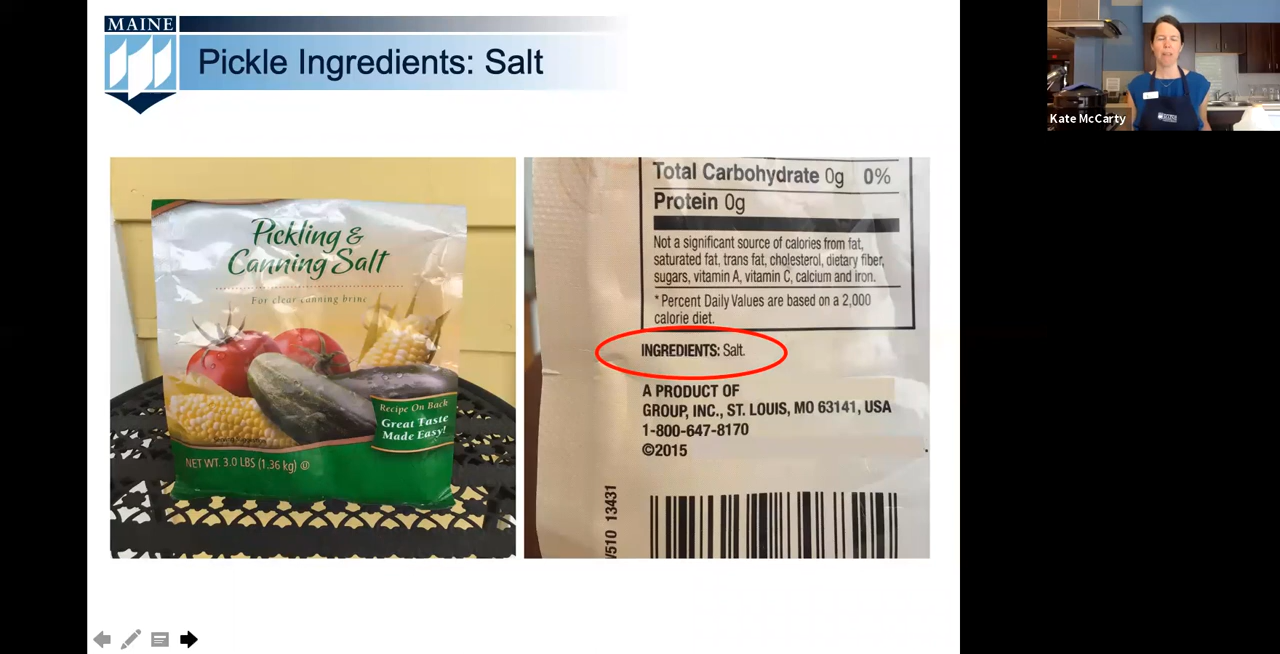 MAINE
Pickle Ingredients: Salt
Pickling &
Canning Salt
For clear canning brine
Recipe On Back
Great Taste
Made Easy!
NET WT. 3.0 LBS (1.36 kg)
Total Carbohydrate 0g 0%
Protein 0g
Not a significant source of calories from fat,
saturated fat, trans fat, cholesterol, dietary fiber,
sugars, vitamin A, vitamin C, calcium and iron.
*Percent Daily Values are based on a 2,000
calorie diet.
INGREDIENTS: Salt.
A PRODUCT OF
GROUP, INC., ST. LOUIS, MO 63141, USA
1-800-647-8170
©2015
/510 13431
Kate McCarty